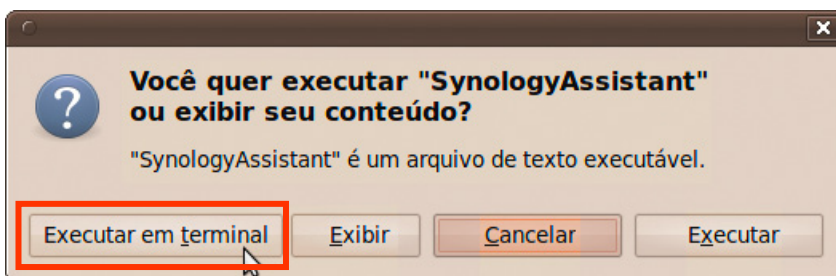 Você quer executar "SynologyAssistant"
ou exibir seu conteúdo?
"SynologyAssistant" é um arquivo de texto executável.
Executar em terminal Exibir Cancelar Executar